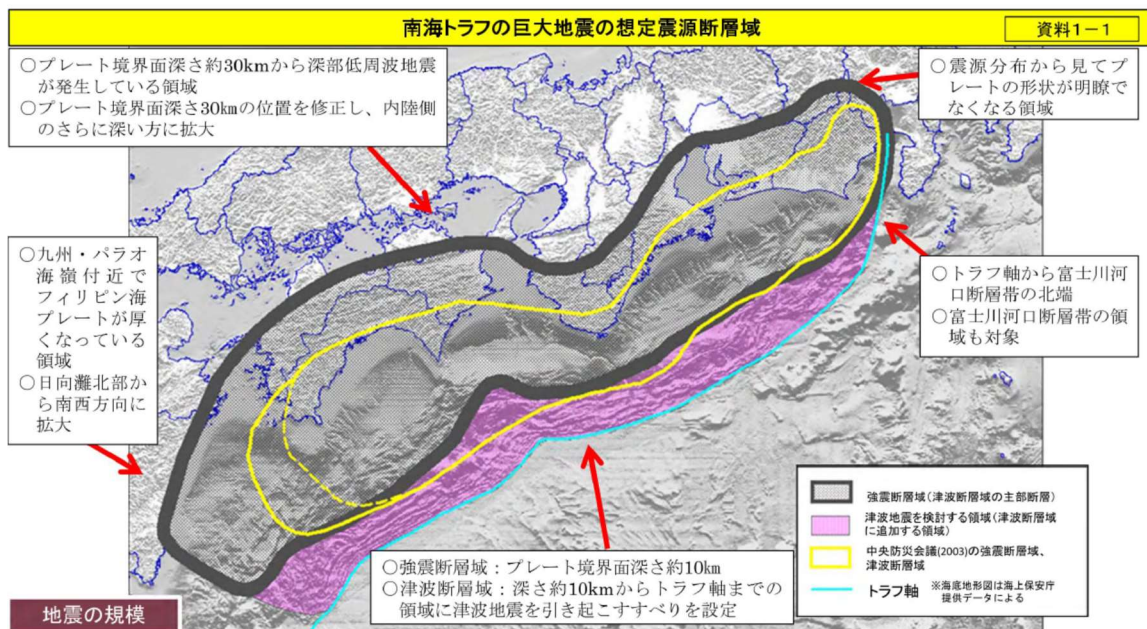 南海トラフの巨大地震の想定震源断層域
資料1－1
○プレート境界面深さ約30kmから深部低周波地震
が発生している領域
○プレート境界面深さ30㎞の位置を修正し、内陸側
のさらに深い方に拡大
○震源分布から見てプ
レートの形状が明瞭
でなくなる領域
○九州・パラオ
海嶺付近で
フィリピン海
プレートが厚
くなっている
領域
○日向灘北部か
ら南西方向に
拡大
○トラフ軸から富士川河
口断層帯の北端
○富士川河口断層帯の領
域も対象
○強震断層域：プレート境界面深さ約10km
○津波断層域：深さ約10kmからトラフ軸までの
領域に津波地震を引き起こすすべりを設定
強震断層域(津波断層域の主部断層)
津波地震を検討する領域(津波断層域
に追加する領域)
中央防災会議(2003)の強震断層域、
津波断層域
トラフ軸
※海底地形図は海上保安庁
提供データによる
地震の規模